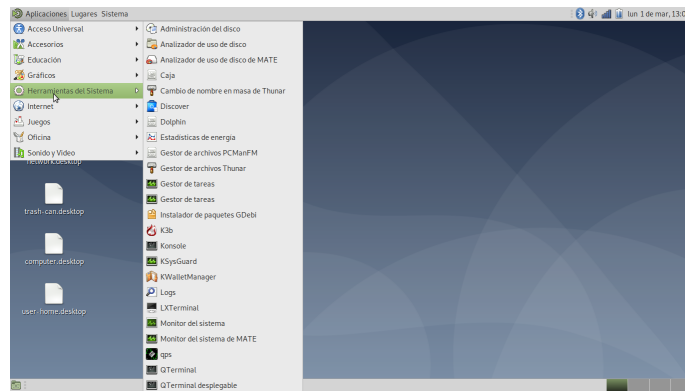 Aplicaciones Lugares Sistema
lun 1 de mar, 13:0
Acceso Universal
Accesorios
Educación
Gráficos
Herramientas del Sistema
Internet
Juegos
Oficina
Sonido y Video
Administración del disco
Analizador de uso de disco
Analizador de uso de disco de MATE
Caja
Cambio de nombre en masa de Thunar
Discover
Dolphin
Estadísticas de energía
Gestor de archivos PCManFM
Gestor de archivos Thunar
Gestor de tareas
Gestor de tareas
Instalador de paquetes GDebi
K3b
Konsole
KSysGuard
KWalletManager
Logs
LXTerminal
Monitor del sistema
Monitor del sistema de MATE
qps
QTerminal
QTerminal desplegable
network.desktop
trash-can.desktop
computer.desktop
user-home.desktop